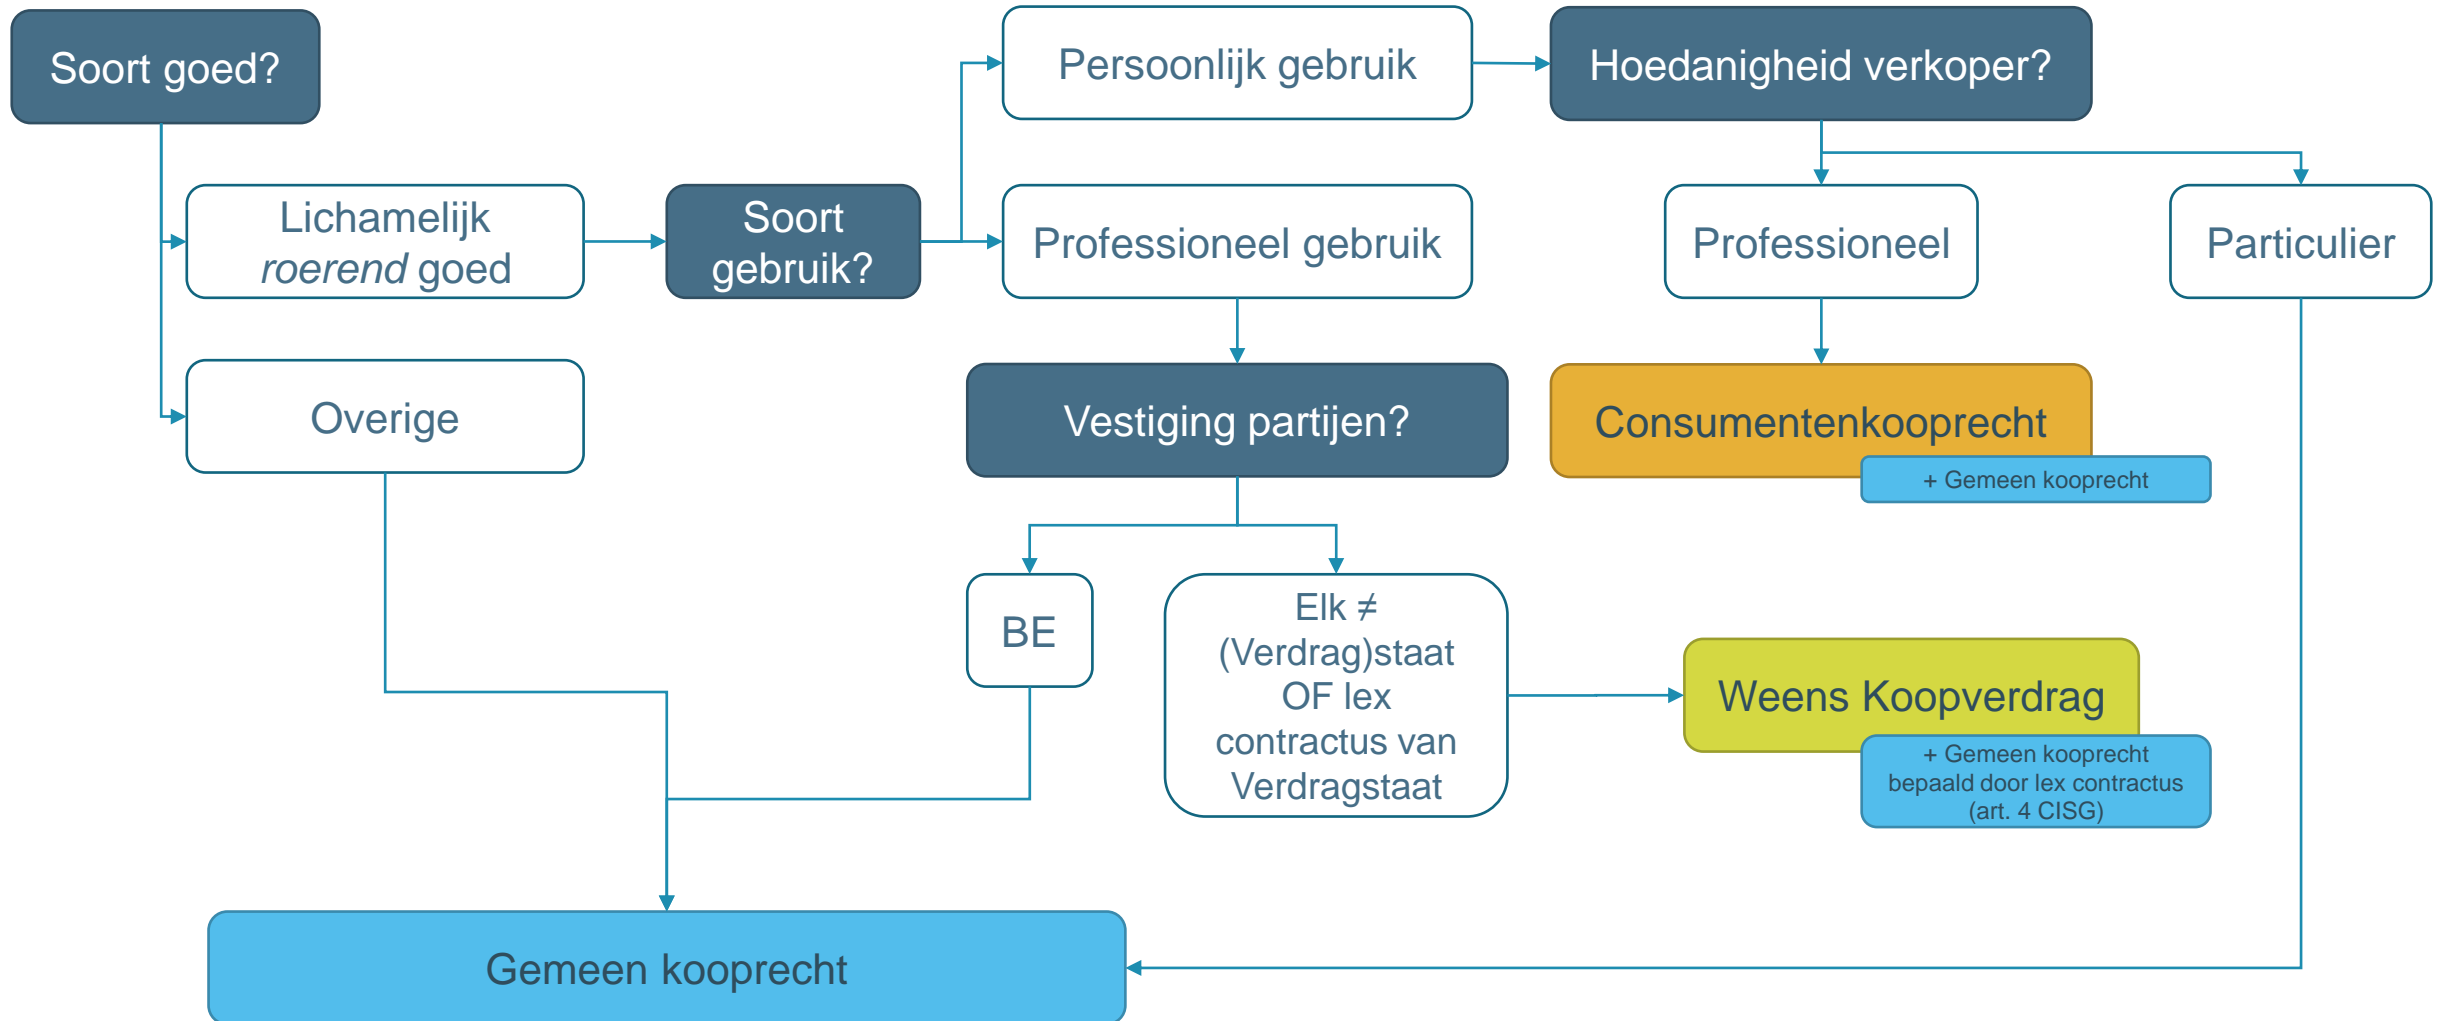 Soort goed?
Persoonlijk gebruik
Hoedanigheid verkoper?
Lichamelijk
roerend goed
Soort
gebruik?
Professioneel gebruik
Professioneel
Particulier
Overige
Vestiging partijen?
Consumentenkooprecht
+ Gemeen kooprecht
BE
Elk ≠
(Verdrag)staat
OF lex
contractus van
Verdragstaat
Weens Koopverdrag
+ Gemeen kooprecht
bepaald door lex contractus
(art. 4 CISG)
Gemeen kooprecht